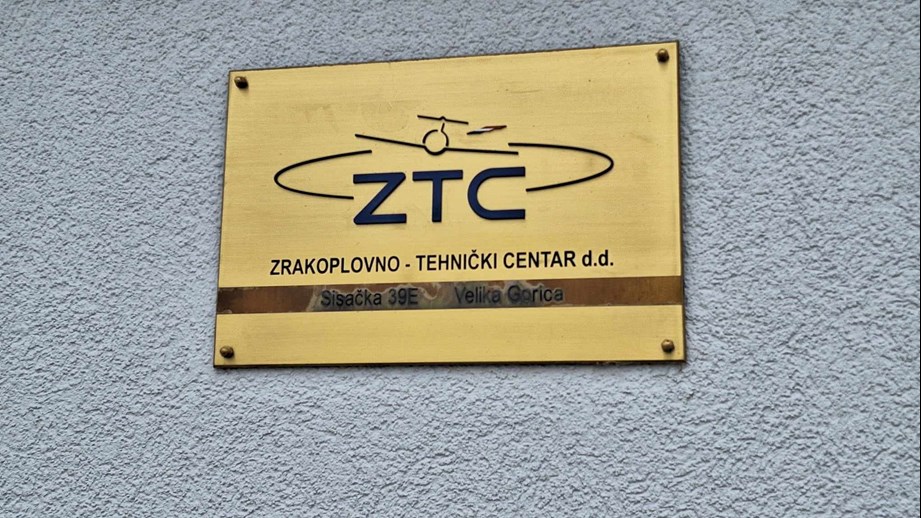 ZTC
ZRAKOPLOVNO - TEHNIČKI CENTAR d.d.
Sisačka 39E Velika Gorica